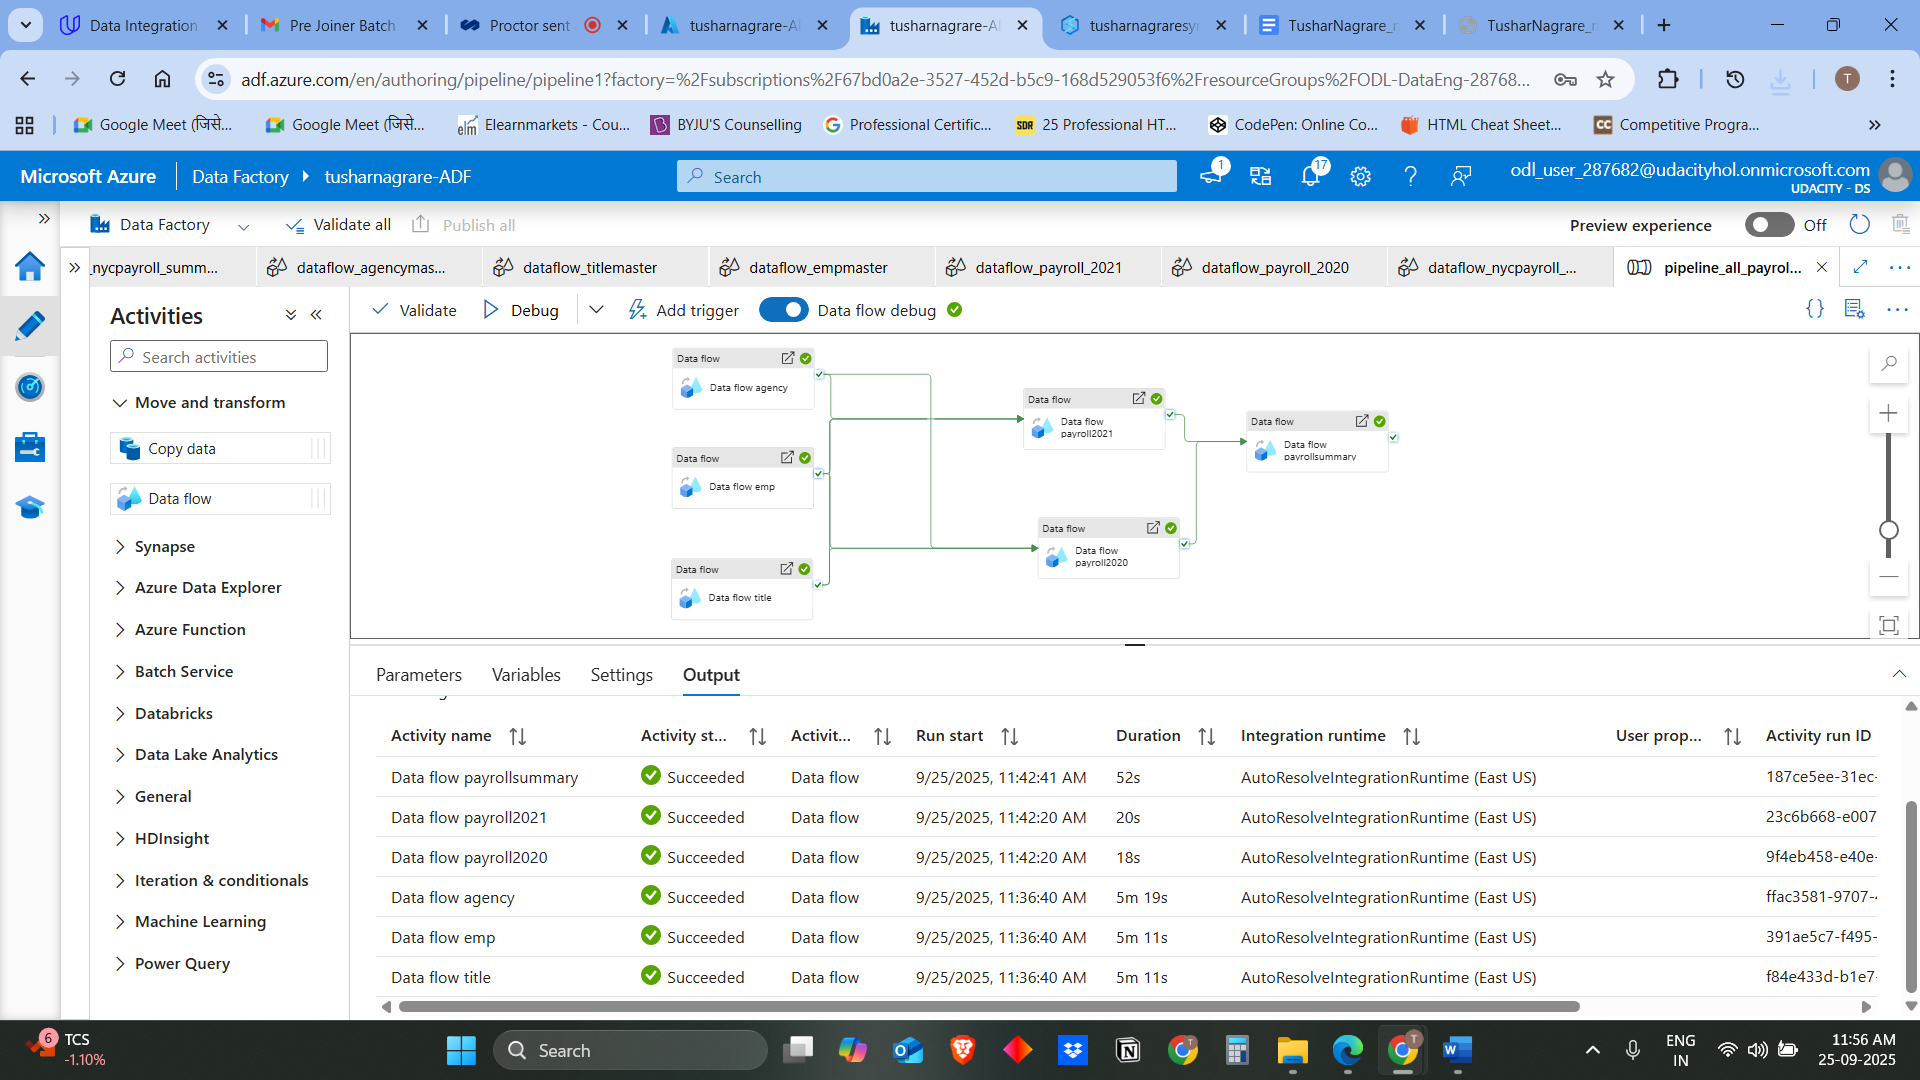 Data Integration
Pre Joiner Batch
Proctor sent
tusharnagrare-AI
tusharnagrare-AI
tusharnagraresyn
TusharNagrare_
TusharNagrare_
adf.azure.com/en/authoring/pipeline/pipeline1?factory=%2Fsubscriptions%2F67bd0a2e-3527-452d-b5c9-168d529053f6%2FresourceGroups%2FODL-DataEng-28768...
T
Google Meet (जिसे...
Google Meet (जिसे...
elm Elearnmarkets - Cou...
BYJU'S Counselling
Professional Certific...
SDR 25 Professional HT...
CodePen: Online Co...
HTML Cheat Sheet...
CC Competitive Progra...
Microsoft Azure
Data Factory
tusharnagrare-ADF
Search
1
17
odl_user_287682@udacityhol.onmicrosoft.com
UDACITY - DS
Data Factory
Validate all
Publish all
Preview experience
Off
_nycpayroll_summ...
dataflow_agencymas...
dataflow_titlemaster
dataflow_empmaster
dataflow_payroll_2021
dataflow_payroll_2020
dataflow_nycpayroll_...
pipeline_all_payrol...
Activities
Search activities
Move and transform
Copy data
Data flow
Synapse
Azure Data Explorer
Azure Function
Batch Service
Databricks
Data Lake Analytics
General
HDInsight
Iteration & conditionals
Machine Learning
Power Query
Validate
Debug
Add trigger
Data flow debug
Data flow
Data flow agency
Data flow
Data flow emp
Data flow
Data flow title
Data flow
Data flow
payroll2021
Data flow
Data flow
payroll2020
Data flow
Data flow
payrollsummary
Parameters
Variables
Settings
Output
Activity name
Activity st...
Activit...
Run start
Duration
Integration runtime
User prop...
Activity run ID
Data flow payrollsummary Succeeded Data flow 9/25/2025, 11:42:41 AM 52s AutoResolveIntegrationRuntime (East US) 187ce5ee-31ec-
Data flow payroll2021 Succeeded Data flow 9/25/2025, 11:42:20 AM 20s AutoResolveIntegrationRuntime (East US) 23c6b668-e007
Data flow payroll2020 Succeeded Data flow 9/25/2025, 11:42:20 AM 18s AutoResolveIntegrationRuntime (East US) 9f4eb458-e40e-
Data flow agency Succeeded Data flow 9/25/2025, 11:36:40 AM 5m 19s AutoResolveIntegrationRuntime (East US) ffac3581-9707-
Data flow emp Succeeded Data flow 9/25/2025, 11:36:40 AM 5m 11s AutoResolveIntegrationRuntime (East US) 391ae5c7-f495-
Data flow title Succeeded Data flow 9/25/2025, 11:36:40 AM 5m 11s AutoResolveIntegrationRuntime (East US) f84e433d-b1e7-
6
TCS
-1.10%
Search
ENG
IN
11:56 AM
25-09-2025